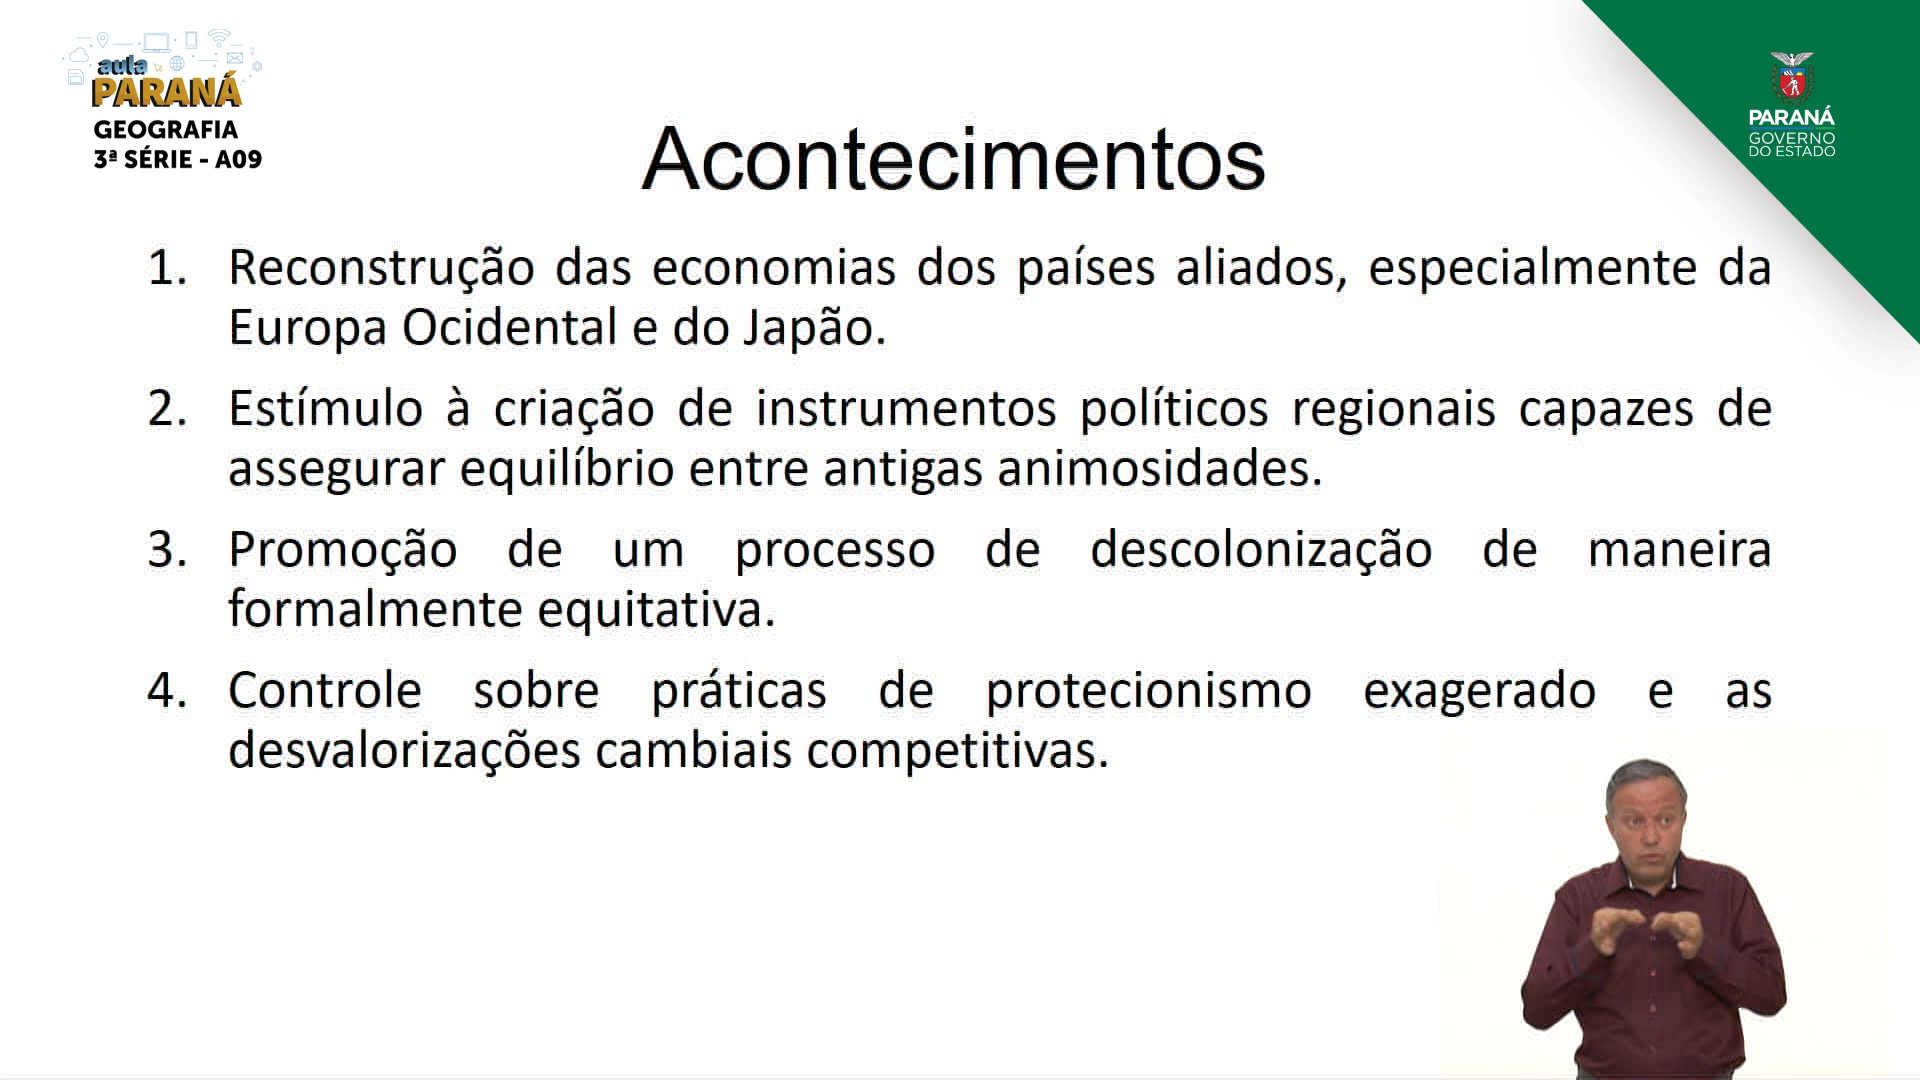 aula
PARANÁ
GEOGRAFIA
3ª SÉRIE - A09
PARANÁ
GOVERNO
DO ESTADO
Acontecimentos
1. Reconstrução das economias dos países aliados, especialmente da
Europa Ocidental e do Japão.
2. Estímulo à criação de instrumentos políticos regionais capazes de
assegurar equilíbrio entre antigas animosidades.
3. Promoção de um processo de descolonização de maneira
formalmente equitativa.
4. Controle sobre práticas de protecionismo exagerado e as
desvalorizações cambiais competitivas.